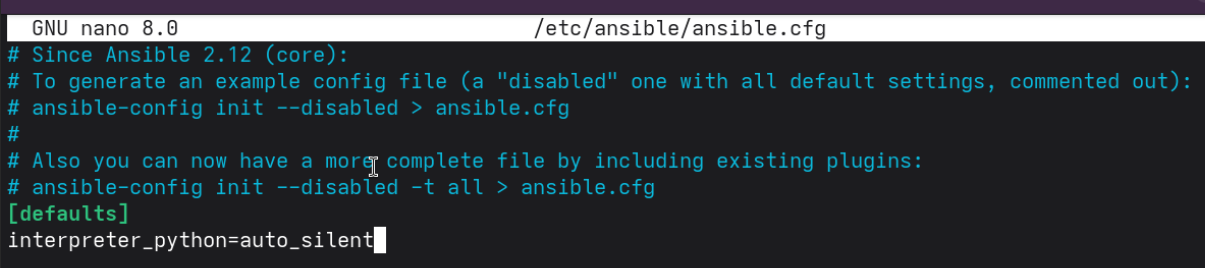 GNU nano 8.0 /etc/ansible/ansible.cfg
# Since Ansible 2.12 (core):
# To generate an example config file (a "disabled" one with all default settings, commented out):
# ansible-config init --disabled > ansible.cfg
#
# Also you can now have a more complete file by including existing plugins:
# ansible-config init --disabled -t all > ansible.cfg
[defaults]
interpreter_python=auto_silent